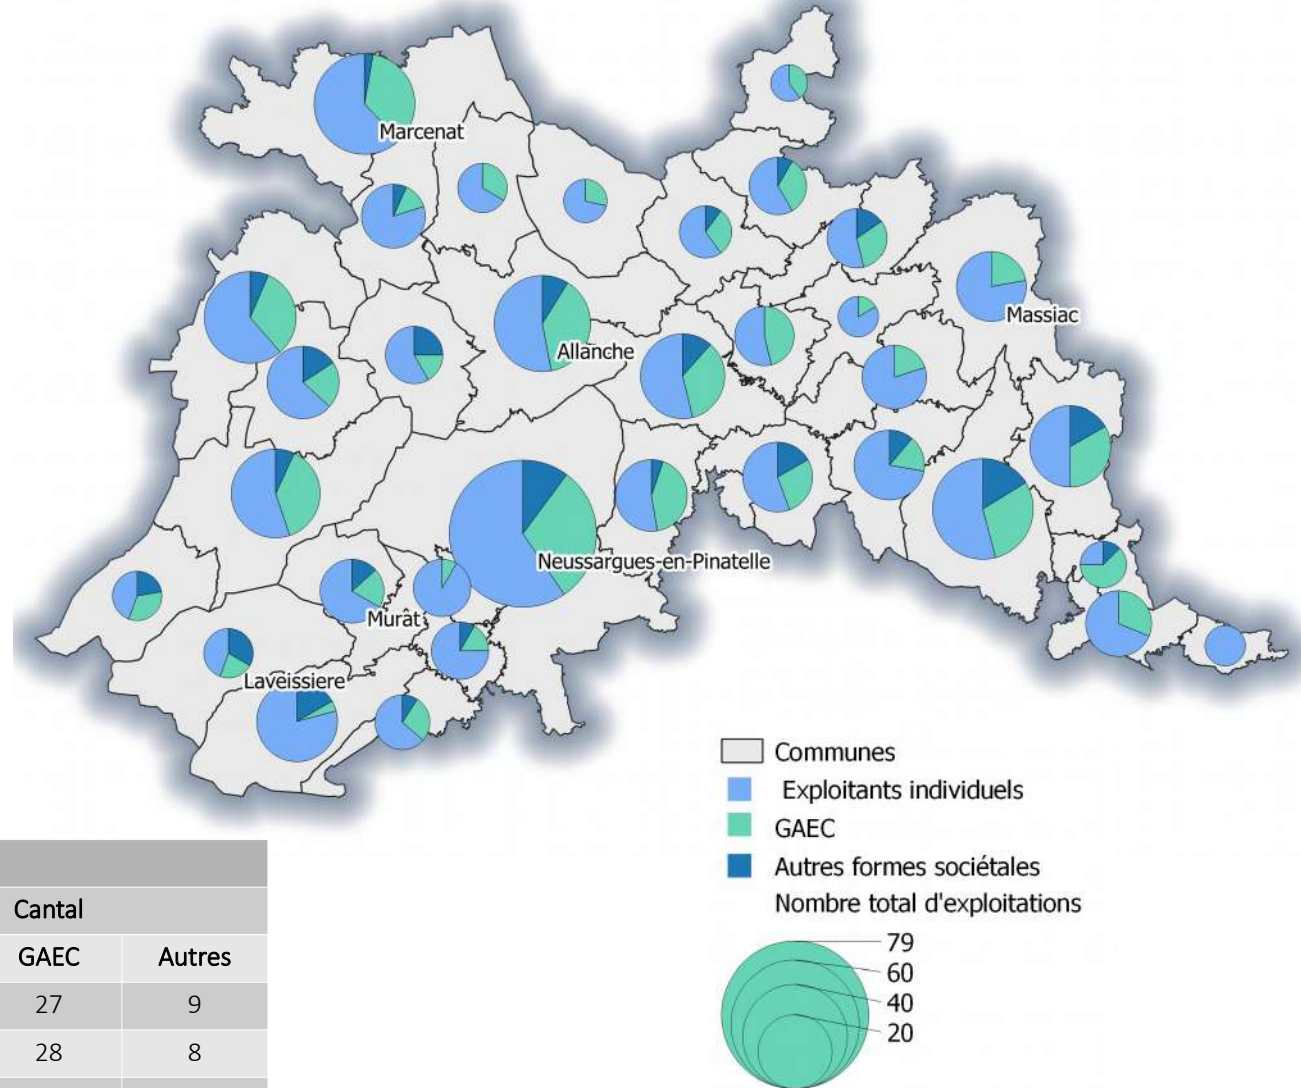 Marcenat
Massiac
Allanche
Neussargues-en-Pinatelle
Murat
Laveissiere
Communes
Exploitants individuels
GAEC
Autres formes sociétales
Nombre total d'exploitations
79
60
40
20
Cantal
GAEC Autres
27 9
28 8